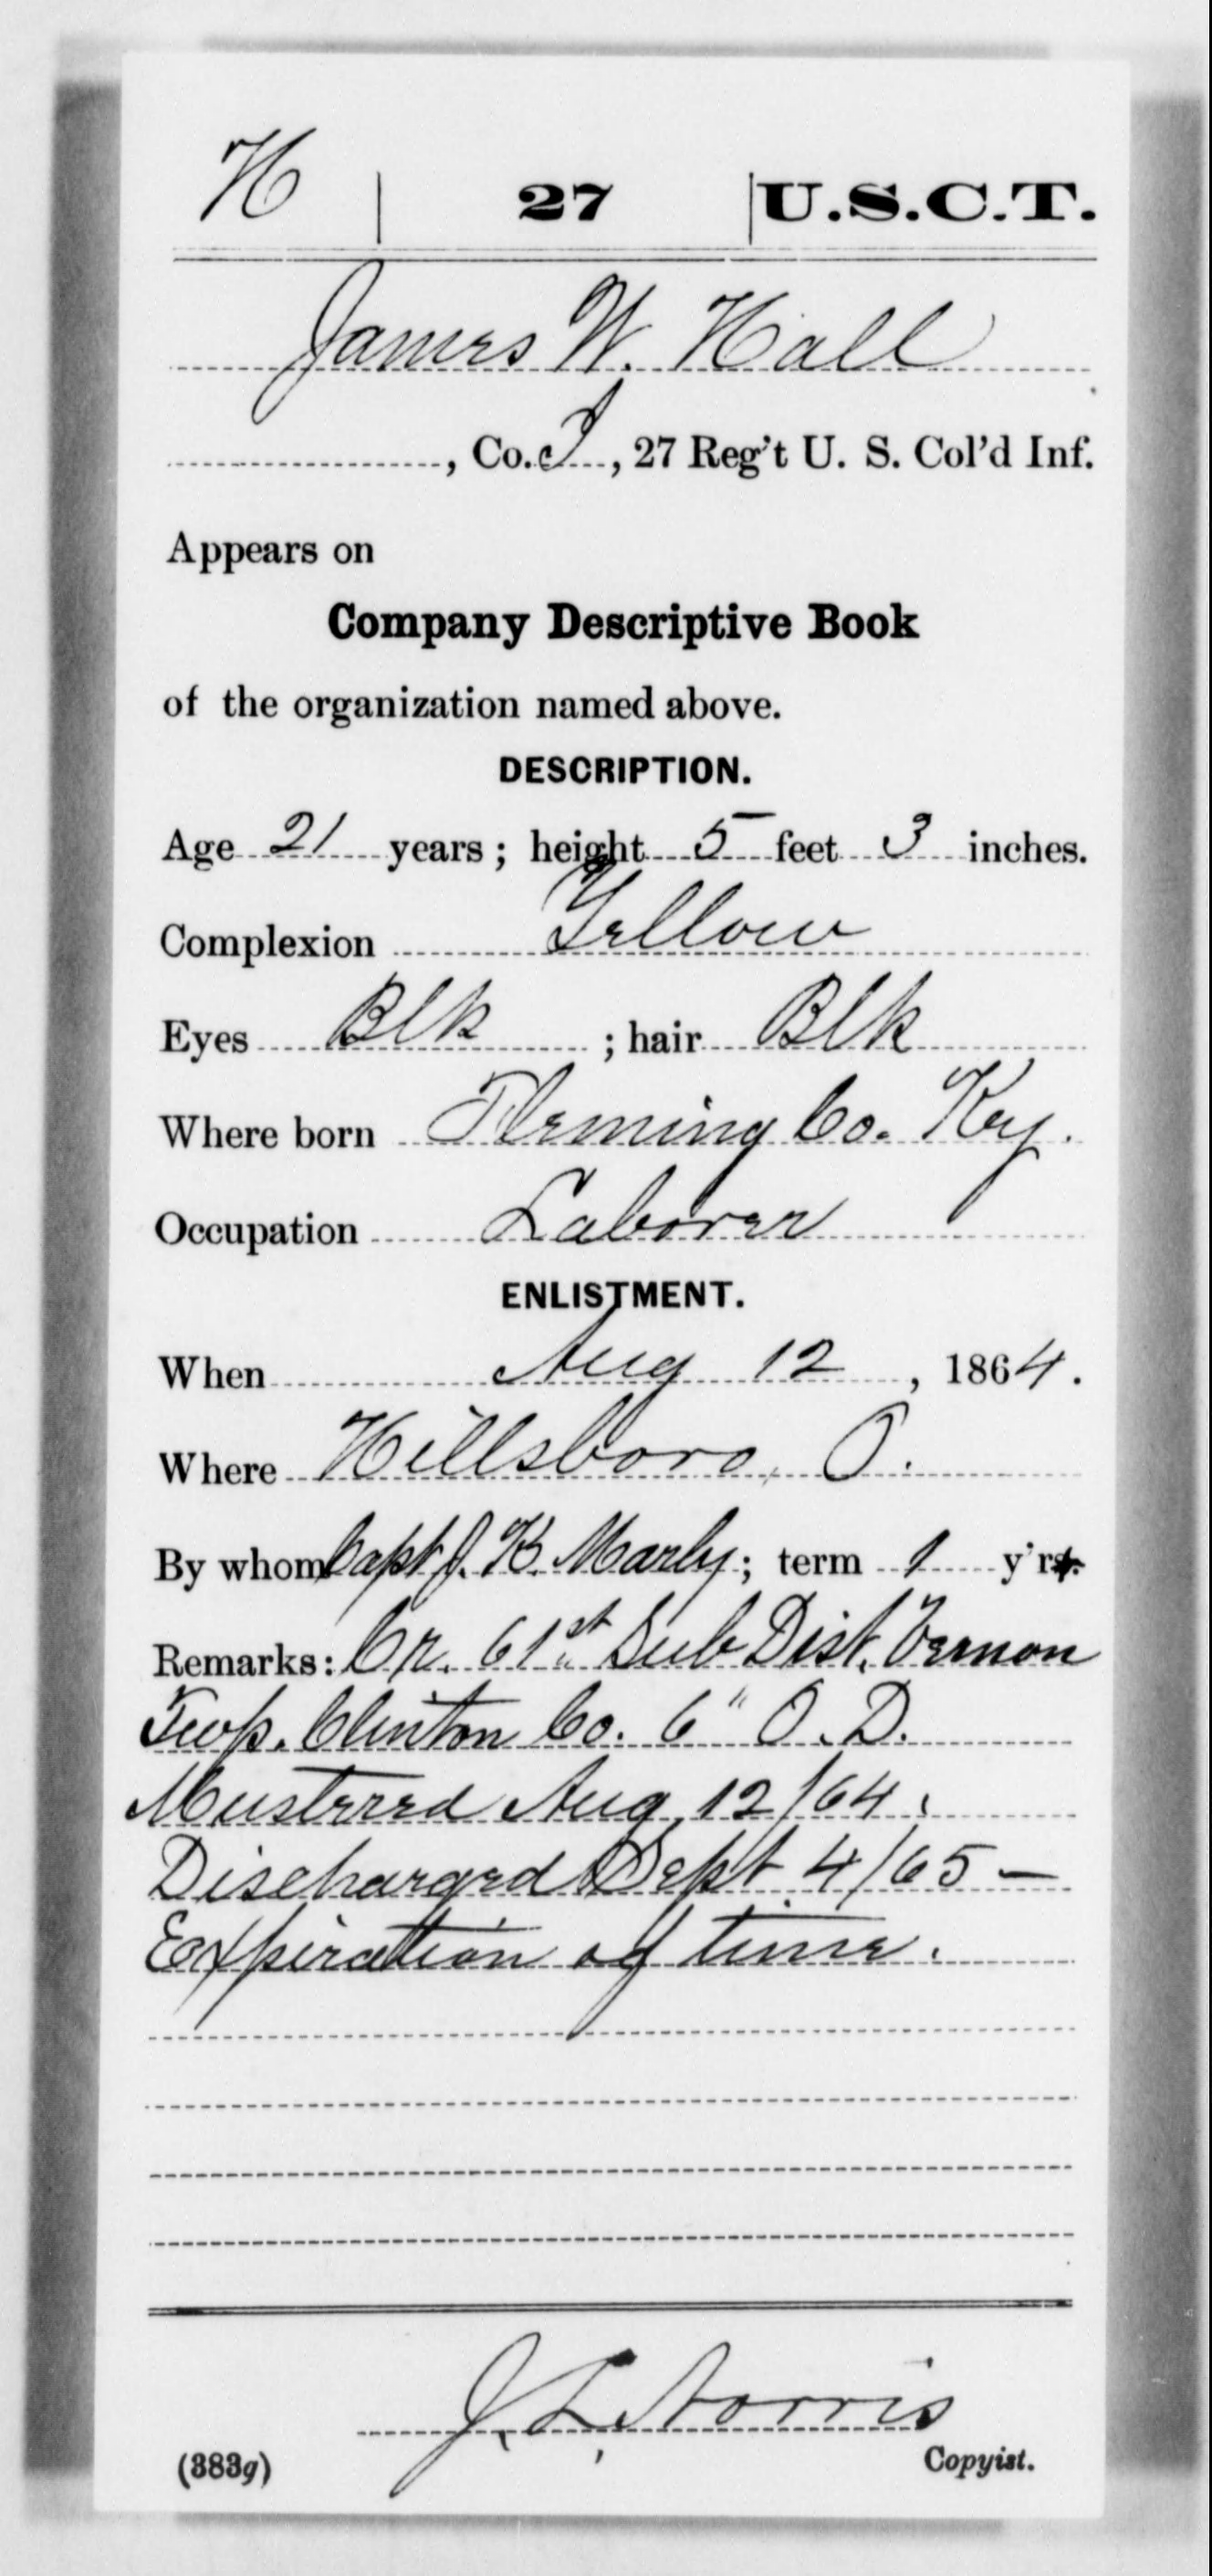 H | 27 | U.S.C.T.
James W. Hall
, Co. I, 27 Reg't U. S. Col'd Inf.
Appears on
Company Descriptive Book
of the organization named above.
DESCRIPTION.
Age 21 years; height 5 feet 3 inches.
Complexion Yellow
Eyes Blk ; hair Blk
Where born Fleming Co. Ky.
Occupation Laborer
ENLISTMENT.
When Aug 12, 1864.
Where Hillsboro, O.
By whom Capt J. K. Marly; term 1 y'rs.
Remarks: Cr. 61st Sub Dist. Vernon
Twp. Clinton Co. 6" O. D.
Mustered Aug 12/64.
Discharged Sept 4/65 —
Expiration of time.
J. L. Norris
(383g) Copyist.